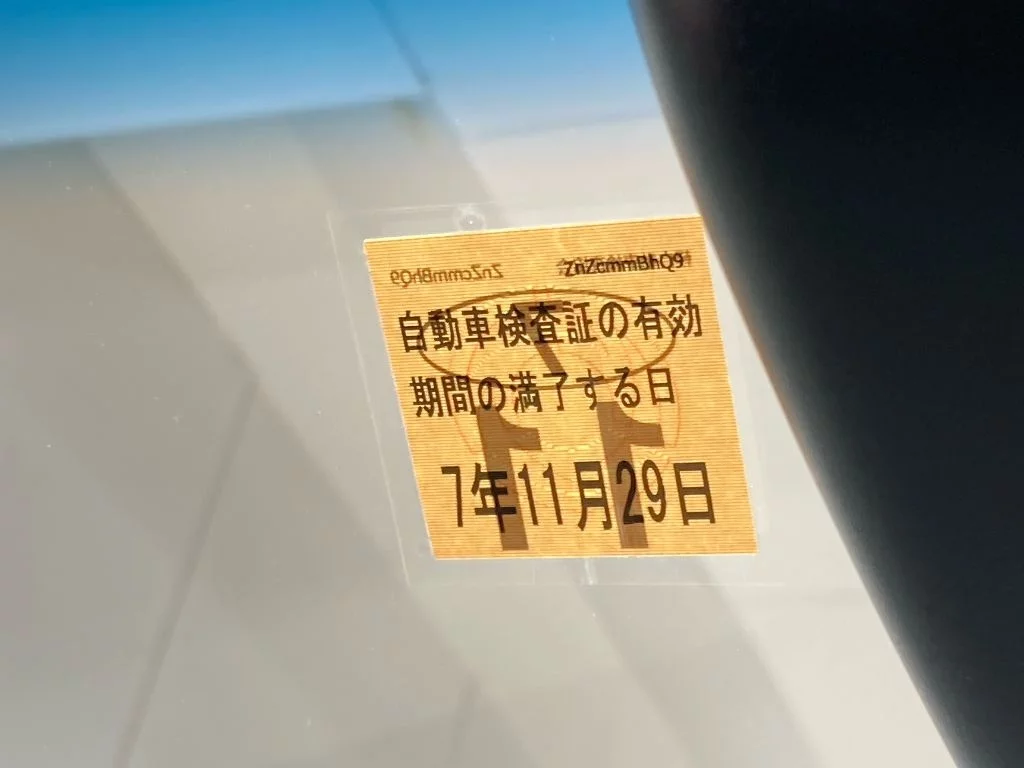 ZnZcmmBhQ9
自動車検査証の有効
期間の満了する日
7年11月29日